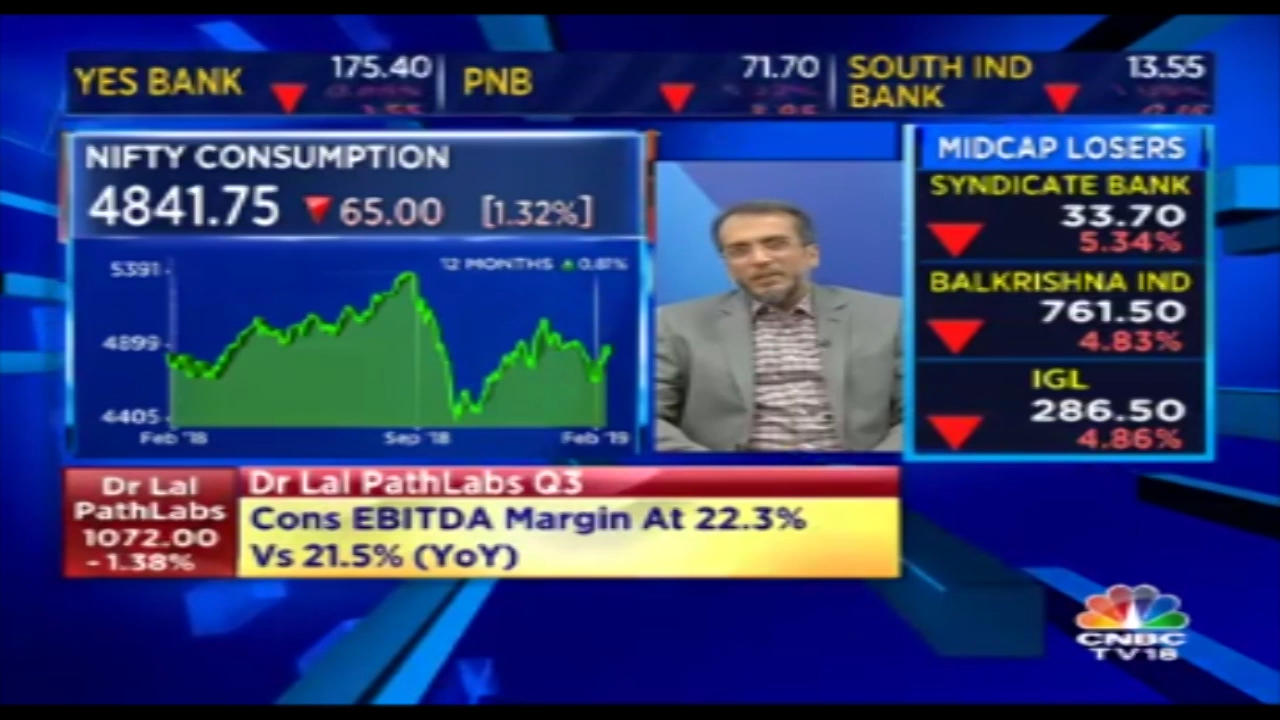 YES BANK
175.40
PNB
71.70
SOUTH IND
BANK
13.55
NIFTY CONSUMPTION
4841.75 65.00 [1.32%]
12 MONTHS 0.81%
5391
4899
4405
Feb '18
Sep '18
Feb '19
MIDCAP LOSERS
SYNDICATE BANK
33.70
5.34%
BALKRISHNA IND
761.50
4.83%
IGL
286.50
4.86%
Dr Lal
PathLabs
1072.00
- 1.38%
Dr Lal PathLabs Q3
Cons EBITDA Margin At 22.3%
Vs 21.5% (YoY)
CNBC
TV18